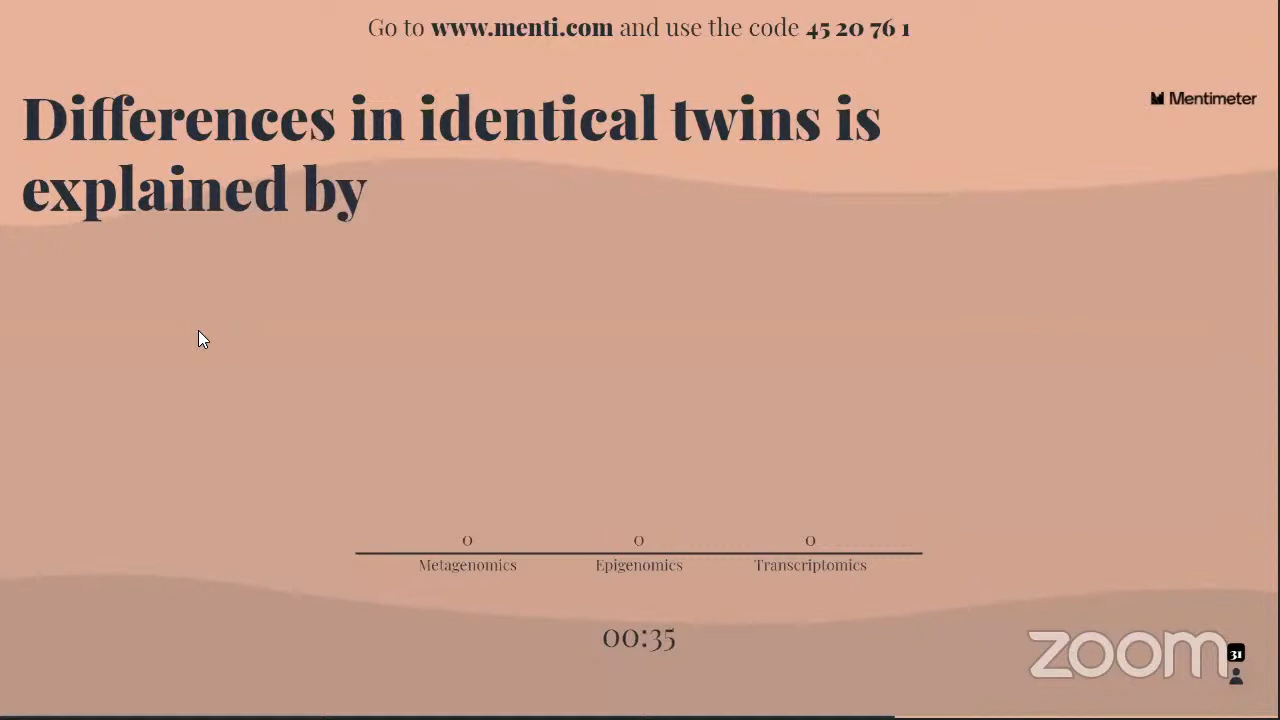 Go to www.menti.com and use the code 45 20 76 1
Mentimeter
Differences in identical twins is
explained by
0 0 0
Metagenomics Epigenomics Transcriptomics
00:35
zoom
31